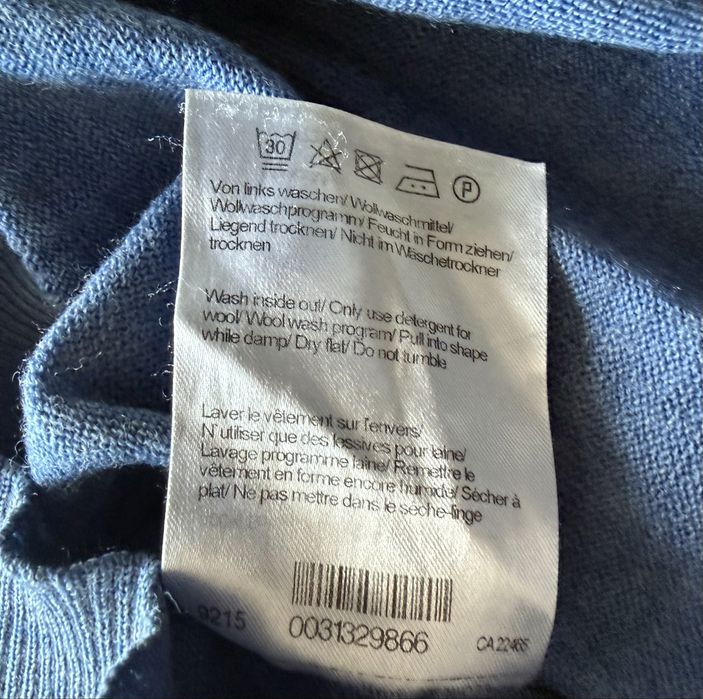 30
P
Von links waschen/ Wollwaschmittel/
Wollwaschprogramm/ Feucht in Form ziehen/
Liegend trocknen/ Nicht im Wäschetrockner
trocknen
Wash inside out/ Only use detergent for
wool/ Wool wash program/ Pull into shape
while damp/ Dry flat/ Do not tumble
Laver le vêtement sur l'envers/
N'utiliser que des lessives pour laine/
Lavage programme laine/ Remettre le
vêtement en forme encore humide/ Sécher à
plat/ Ne pas mettre dans le sèche-linge
9215
0031329866
CA 22465